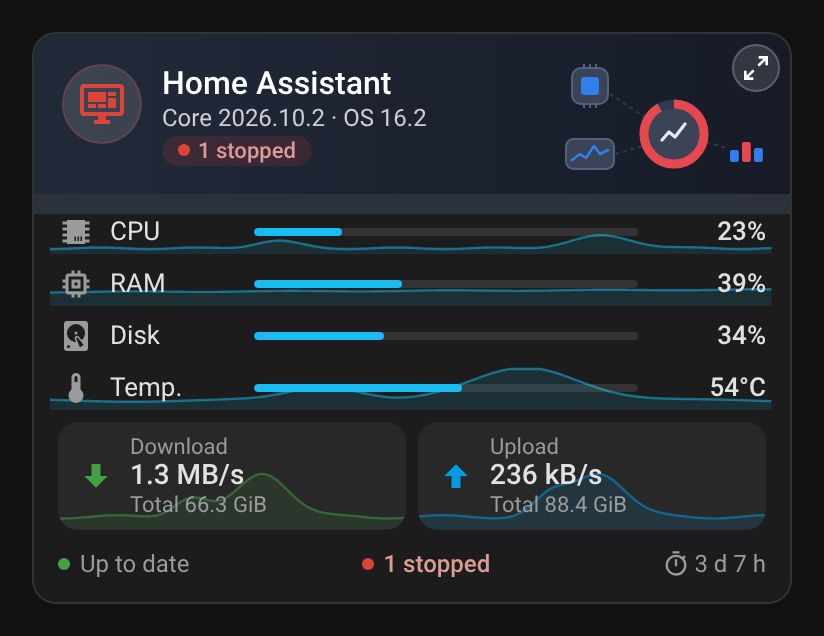 Home Assistant
Core 2026.10.2 · OS 16.2
1 stopped
CPU 23%
RAM 39%
Disk 34%
Temp. 54°C
Download
1.3 MB/s
Total 66.3 GiB
Upload
236 kB/s
Total 88.4 GiB
Up to date 1 stopped 3 d 7 h